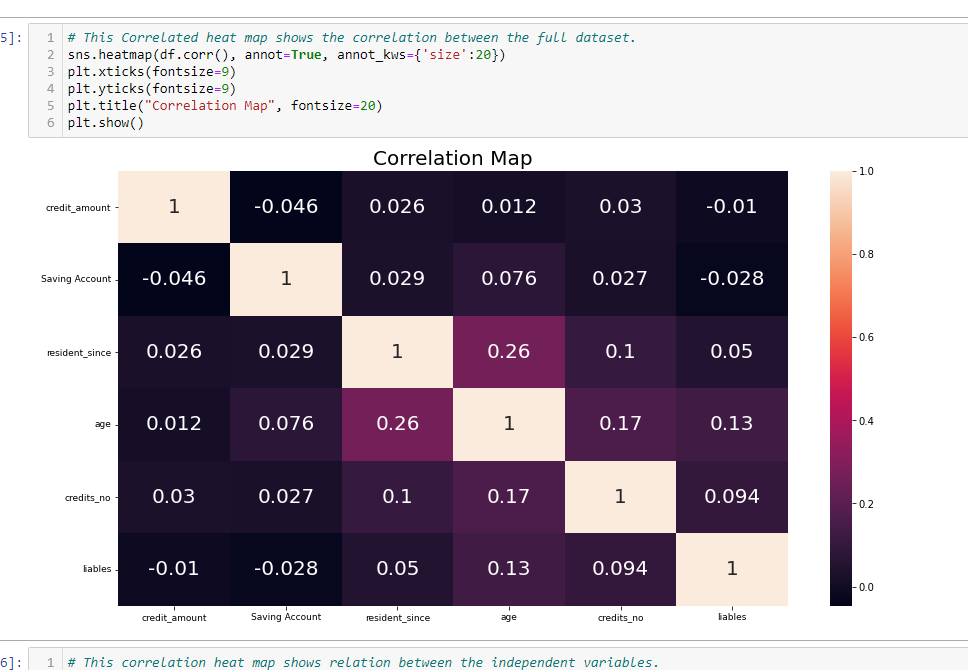 5]:
1 # This Correlated heat map shows the correlation between the full dataset.
2 sns.heatmap(df.corr(), annot=True, annot_kws={'size':20})
3 plt.xticks(fontsize=9)
4 plt.yticks(fontsize=9)
5 plt.title("Correlation Map", fontsize=20)
6 plt.show()
Correlation Map
credit_amount 1 -0.046 0.026 0.012 0.03 -0.01
Saving Account -0.046 1 0.029 0.076 0.027 -0.028
resident_since 0.026 0.029 1 0.26 0.1 0.05
age 0.012 0.076 0.26 1 0.17 0.13
credits_no 0.03 0.027 0.1 0.17 1 0.094
liables -0.01 -0.028 0.05 0.13 0.094 1
credit_amount Saving Account resident_since age credits_no liables
1.0
0.8
0.6
0.4
0.2
0.0
6]:
1 # This correlation heat map shows relation between the independent variables.